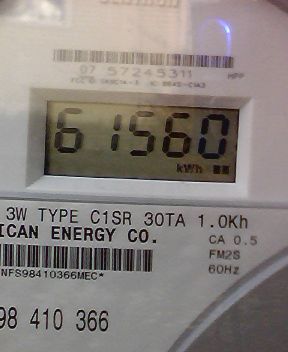 07 57245311 MPP
61560
kWh
3W TYPE C1SR 30TA 1.0Kh
ICAN ENERGY CO.
CA 0.5
FM2S
60Hz
NFS98410366MEC*
98 410 366